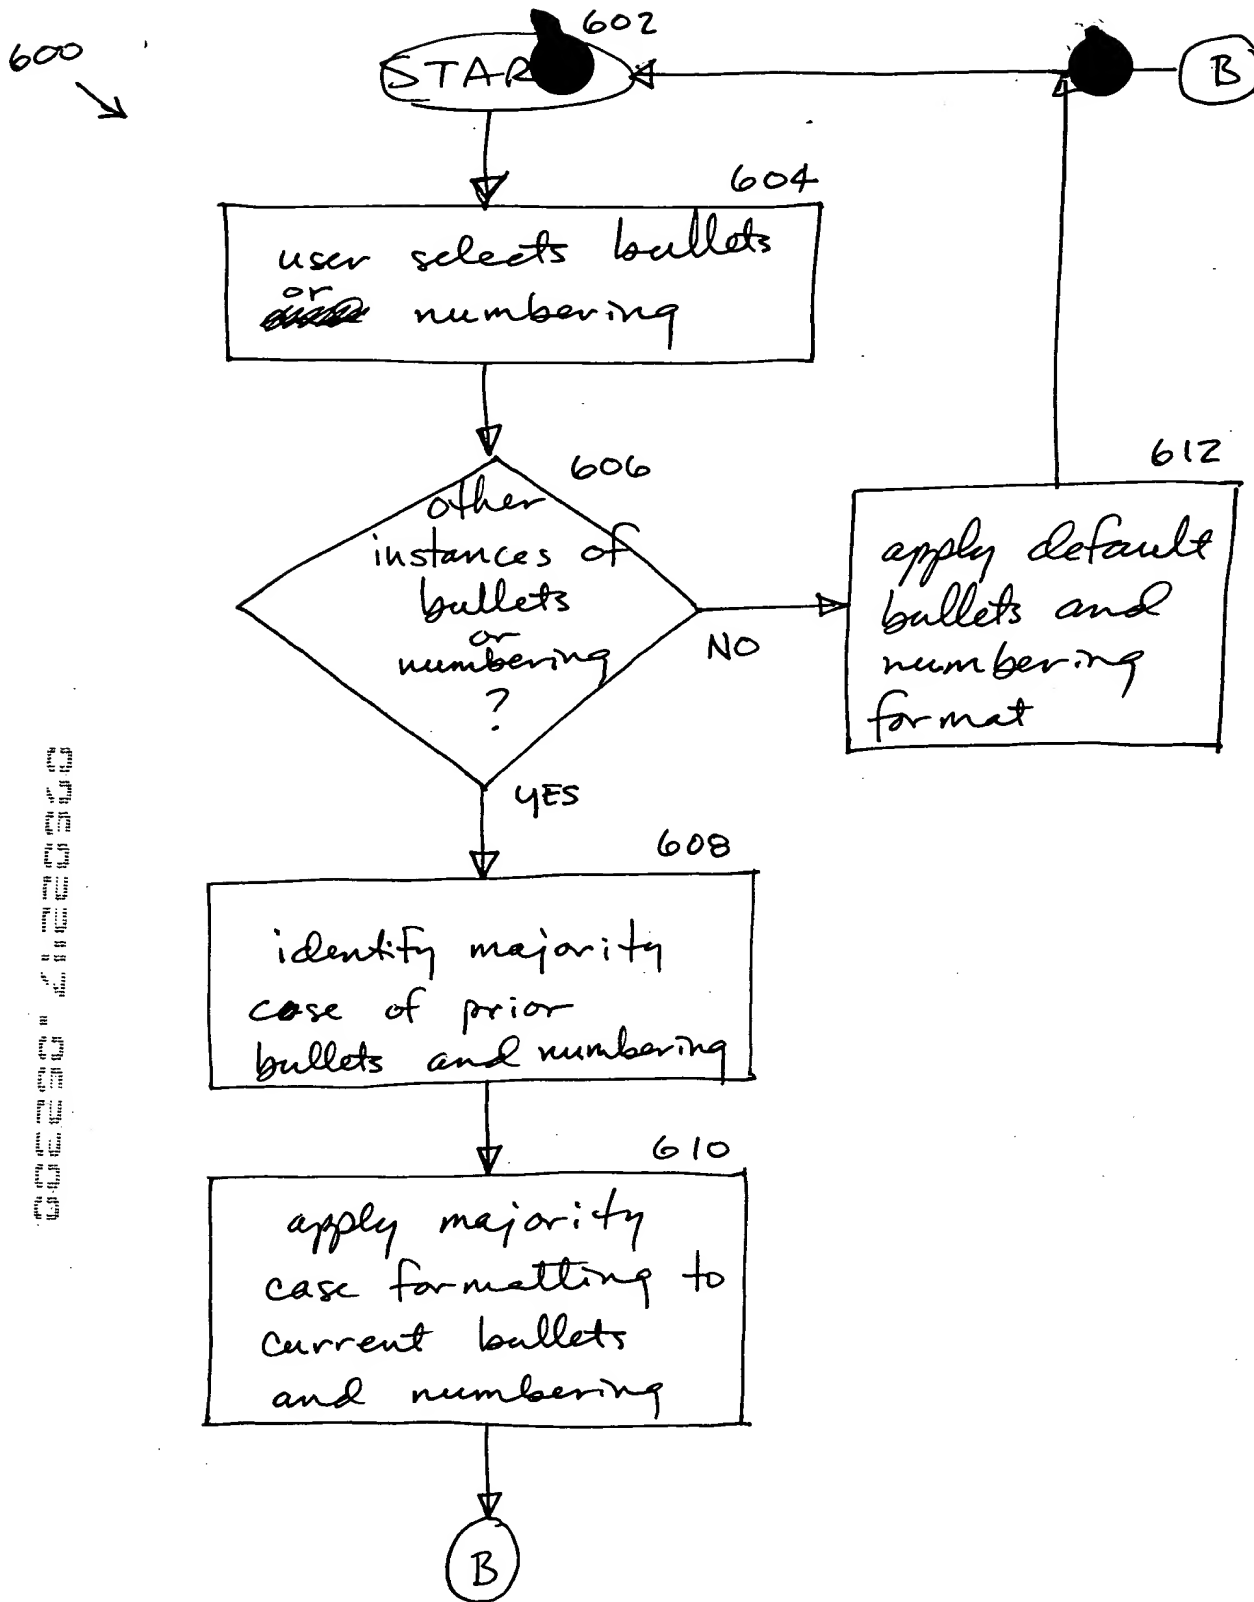 600
602
STAR
B
604
user selects bullets
or
numbering
606
other
instances of
bullets
or
numbering
?
NO
612
apply default
bullets and
numbering
format
YES
608
identify majority
case of prior
bullets and numbering
610
apply majority
case formatting to
current bullets
and numbering
B